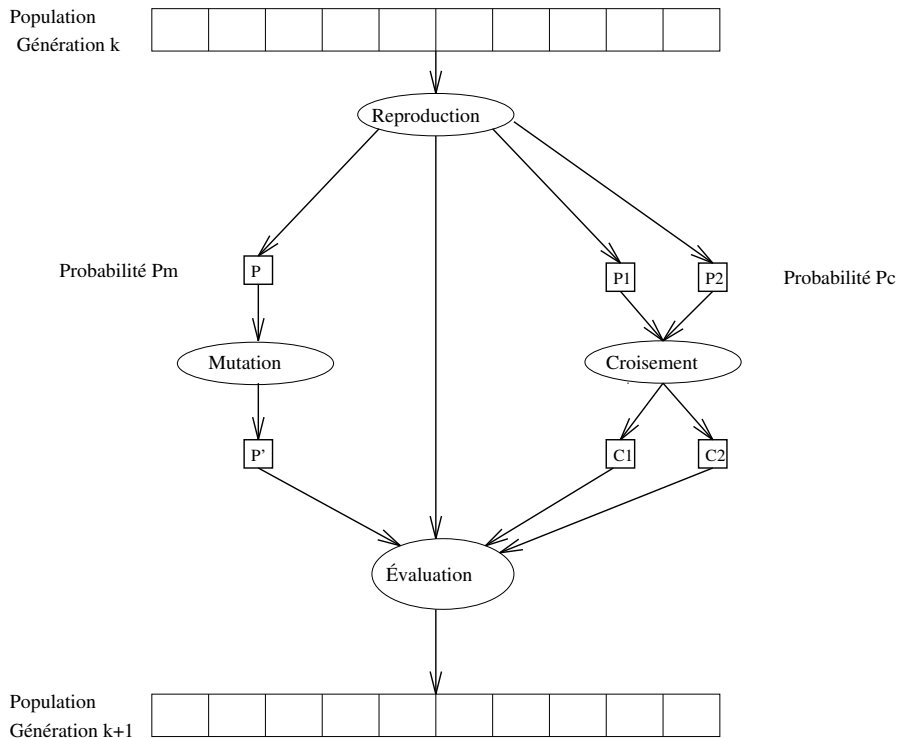 Population
Génération k
Reproduction
Probabilité Pm
P
P1
P2
Probabilité Pc
Mutation
Croisement
P'
C1
C2
Évaluation
Population
Génération k+1